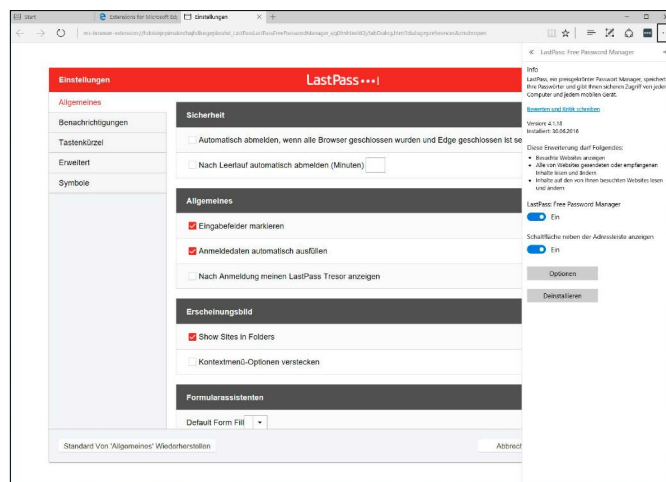 Start
Extensions for Microsoft Ed
Einstellungen
LastPass: Free Password Manager
Info
LastPass, ein preisgekrönter Passwort Manager, speichert
Ihre Passwörter und gibt Ihnen sicheren Zugriff von jedem
Computer und jedem mobilen Gerät.
Bewerten und Kritik schreiben
Version: 4.1.18
Installiert: 30.06.2016
Diese Erweiterung darf Folgendes:
Besuchte Websites anzeigen
Alle von Websites gesendeten oder empfangenen
Inhalte lesen und ändern
Inhalte auf den von Ihnen besuchten Websites lesen
und ändern
LastPass: Free Password Manager
Ein
Schaltfläche neben der Adressleiste anzeigen
Ein
Optionen
Deinstallieren
Einstellungen
LastPass
Allgemeines
Benachrichtigungen
Tastenkürzel
Erweitert
Symbole
Sicherheit
Automatisch abmelden, wenn alle Browser geschlossen wurden und Edge geschlossen ist se
Nach Leerlauf automatisch abmelden (Minuten)
Allgemeines
Eingabefelder markieren
Anmeldedaten automatisch ausfüllen
Nach Anmeldung meinen LastPass Tresor anzeigen
Erscheinungsbild
Show Sites in Folders
Kontextmenü-Optionen verstecken
Formularassistenten
Default Form Fill
Standard Von 'Allgemeines' Wiederherstellen
Abbrech